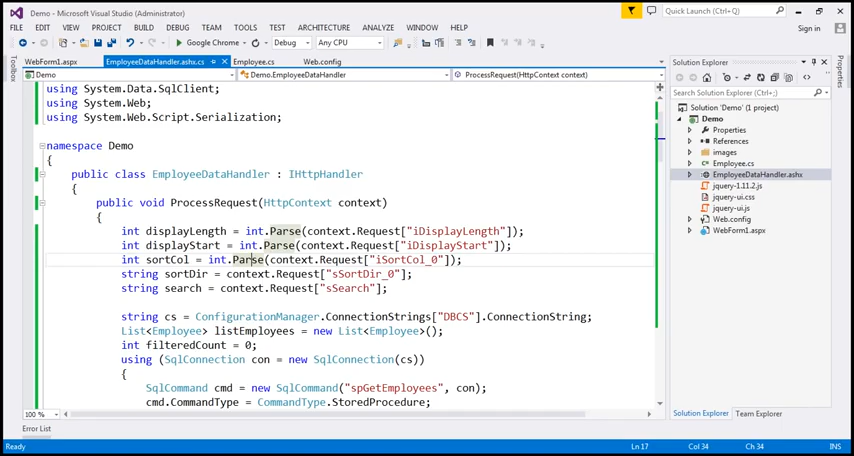 Demo - Microsoft Visual Studio (Administrator)
Quick Launch (Ctrl+Q)
FILE EDIT VIEW PROJECT BUILD DEBUG TEAM TOOLS TEST ARCHITECTURE ANALYZE WINDOW HELP
Sign in
Google Chrome Debug Any CPU
WebForm1.aspx EmployeeDataHandler.ashx.cs Employee.cs Web.config
Demo Demo.EmployeeDataHandler ProcessRequest(HttpContext context)
using System.Data.SqlClient;
using System.Web;
using System.Web.Script.Serialization;
namespace Demo
{
public class EmployeeDataHandler : IHttpHandler
{
public void ProcessRequest(HttpContext context)
{
int displayLength = int.Parse(context.Request["iDisplayLength"]);
int displayStart = int.Parse(context.Request["iDisplayStart"]);
int sortCol = int.Parse(context.Request["iSortCol_0"]);
string sortDir = context.Request["sSortDir_0"];
string search = context.Request["sSearch"];
string cs = ConfigurationManager.ConnectionStrings["DBCS"].ConnectionString;
List<Employee> listEmployees = new List<Employee>();
int filteredCount = 0;
using (SqlConnection con = new SqlConnection(cs))
{
SqlCommand cmd = new SqlCommand("spGetEmployees", con);
cmd.CommandType = CommandType.StoredProcedure;
100 %
Error List
Toolbox
Solution Explorer
Search Solution Explorer (Ctrl+;)
Solution 'Demo' (1 project)
Demo
Properties
References
images
Employee.cs
EmployeeDataHandler.ashx
jquery-1.11.2.js
jquery-ui.css
jquery-ui.js
Web.config
WebForm1.aspx
Solution Explorer Team Explorer
Properties
Ready Ln 17 Col 34 Ch 34 INS